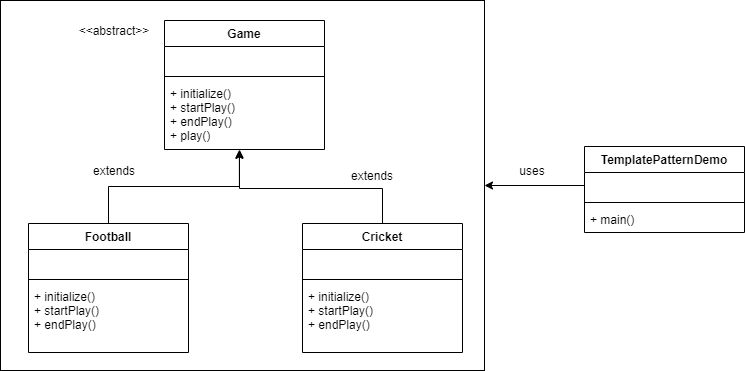 <<abstract>>
Game
+ initialize()
+ startPlay()
+ endPlay()
+ play()
extends
extends
uses
TemplatePatternDemo
+ main()
Football
+ initialize()
+ startPlay()
+ endPlay()
Cricket
+ initialize()
+ startPlay()
+ endPlay()